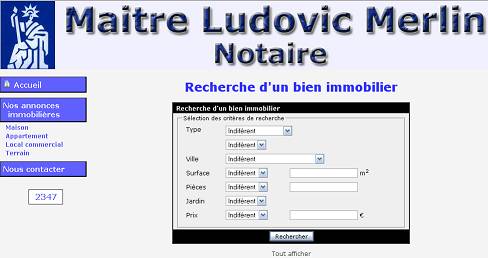 Maitre Ludovic Merlin
Notaire
Accueil
Nos annonces
immobilières
Maison
Appartement
Local commercial
Terrain
Nous contacter
2347
Recherche d'un bien immobilier
Recherche d'un bien immobilier
Sélection des critères de recherche
Type Indiférent
Indiférent
Ville Indiférent
Surface Indiférent m²
Pièces Indiférent
Jardin Indiférent
Prix Indiférent €
Rechercher
Tout afficher